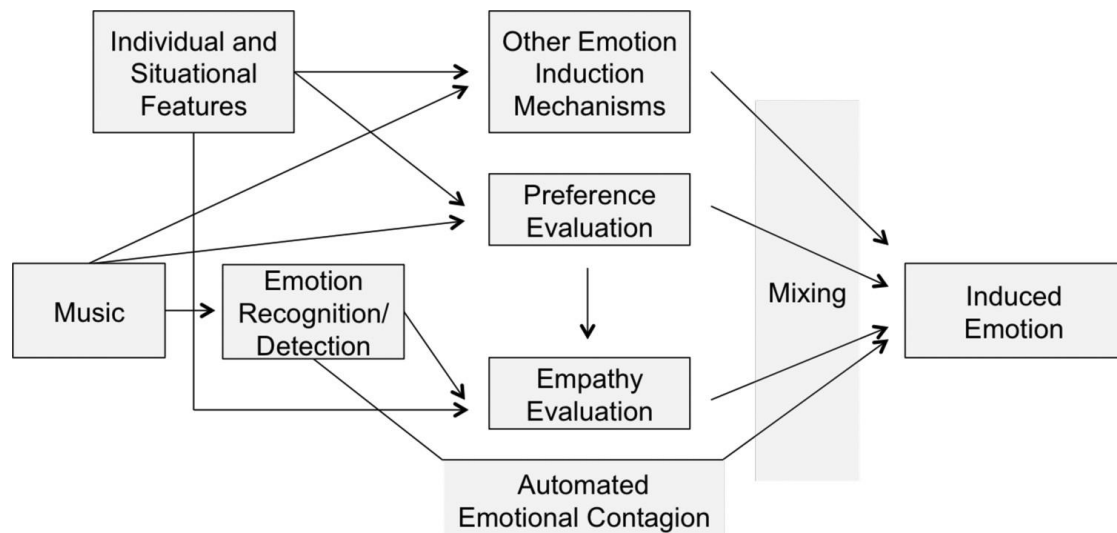 Individual and
Situational
Features
Other Emotion
Induction
Mechanisms
Preference
Evaluation
Music
Emotion
Recognition/
Detection
Mixing
Induced
Emotion
Empathy
Evaluation
Automated
Emotional Contagion